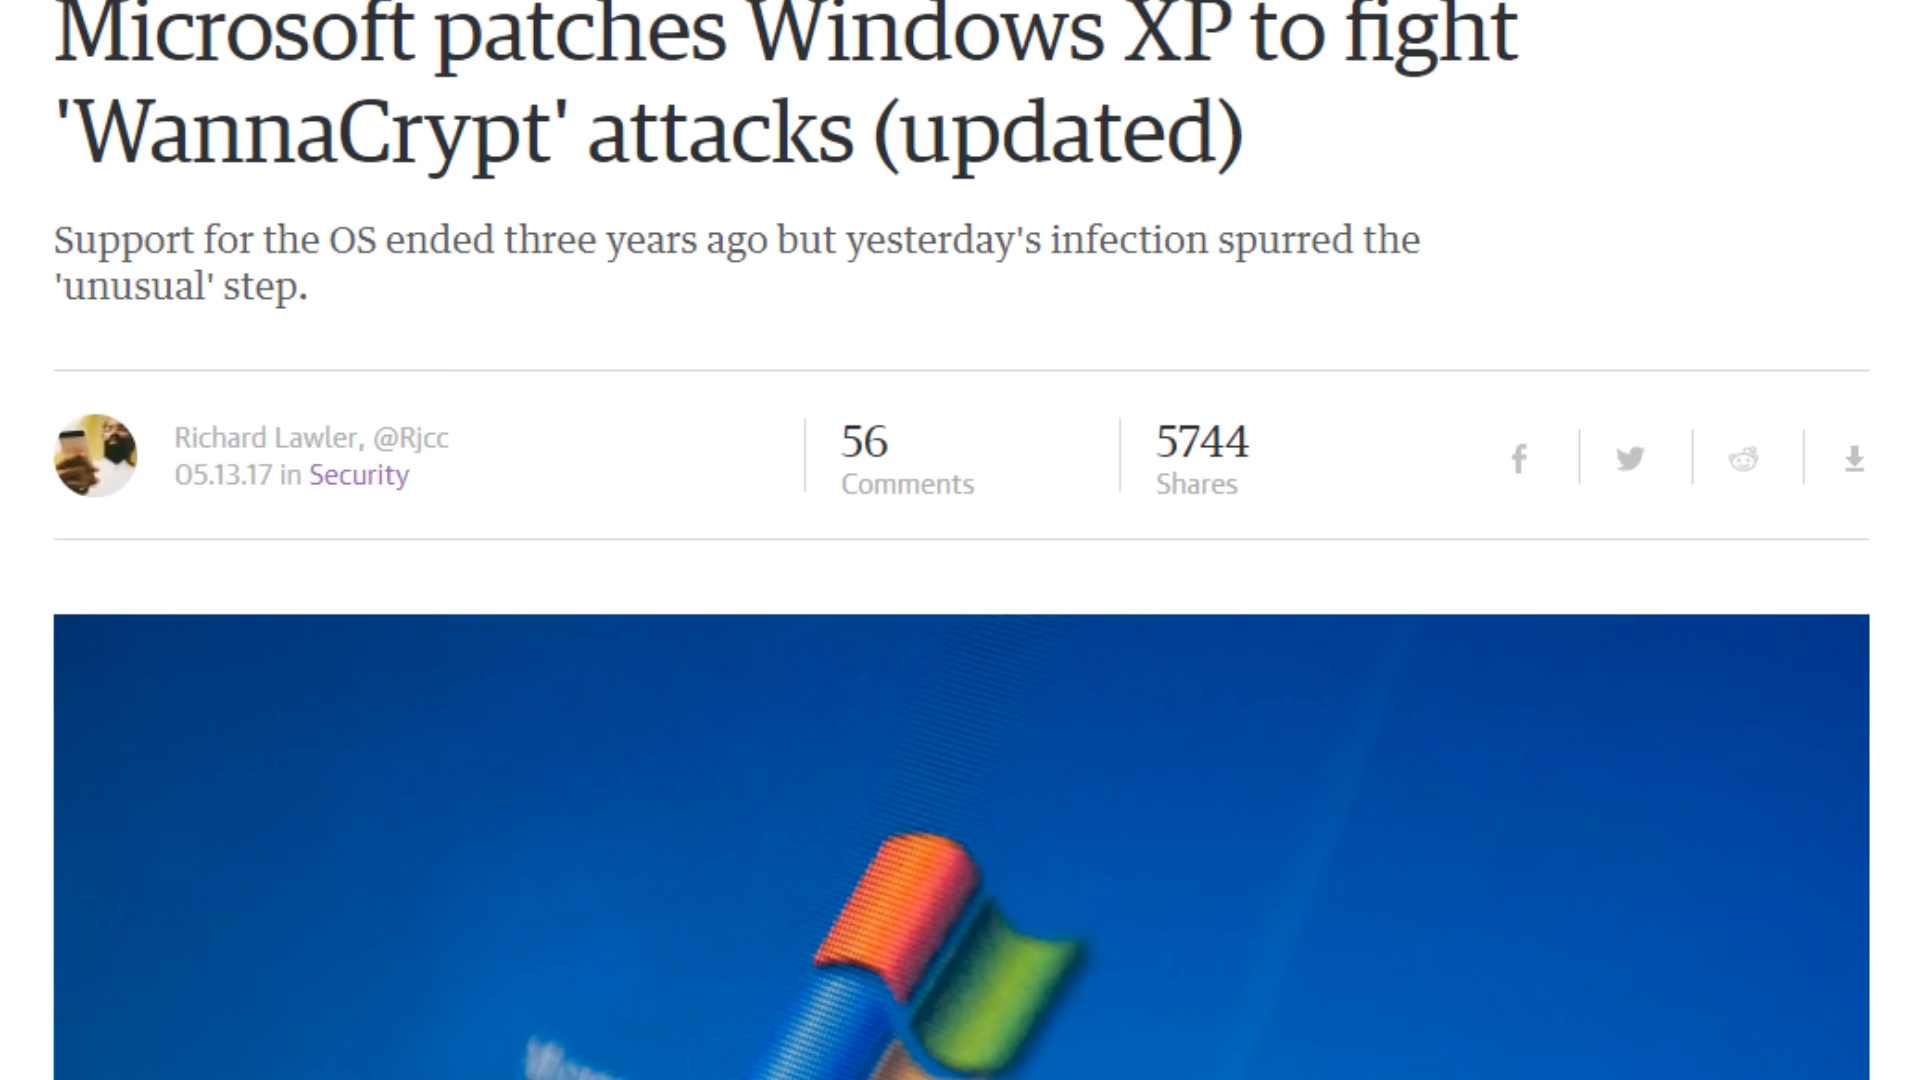 Microsoft patches Windows XP to fight
'WannaCrypt' attacks (updated)
Support for the OS ended three years ago but yesterday's infection spurred the
'unusual' step.
Richard Lawler, @Rjcc
05.13.17 in Security
56
Comments
5744
Shares